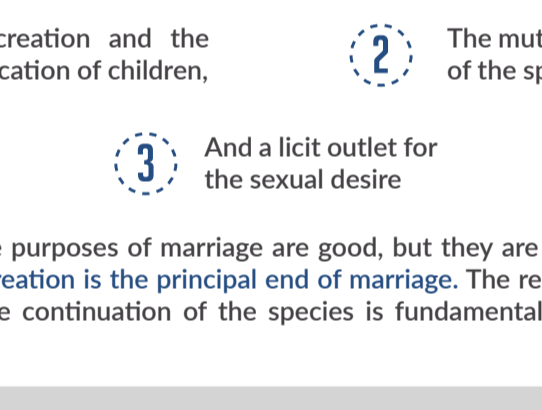 creation and the
cation of children,
2
The mut
of the sp
3
And a licit outlet for
the sexual desire
purposes of marriage are good, but they are
reation is the principal end of marriage. The re
e continuation of the species is fundamental